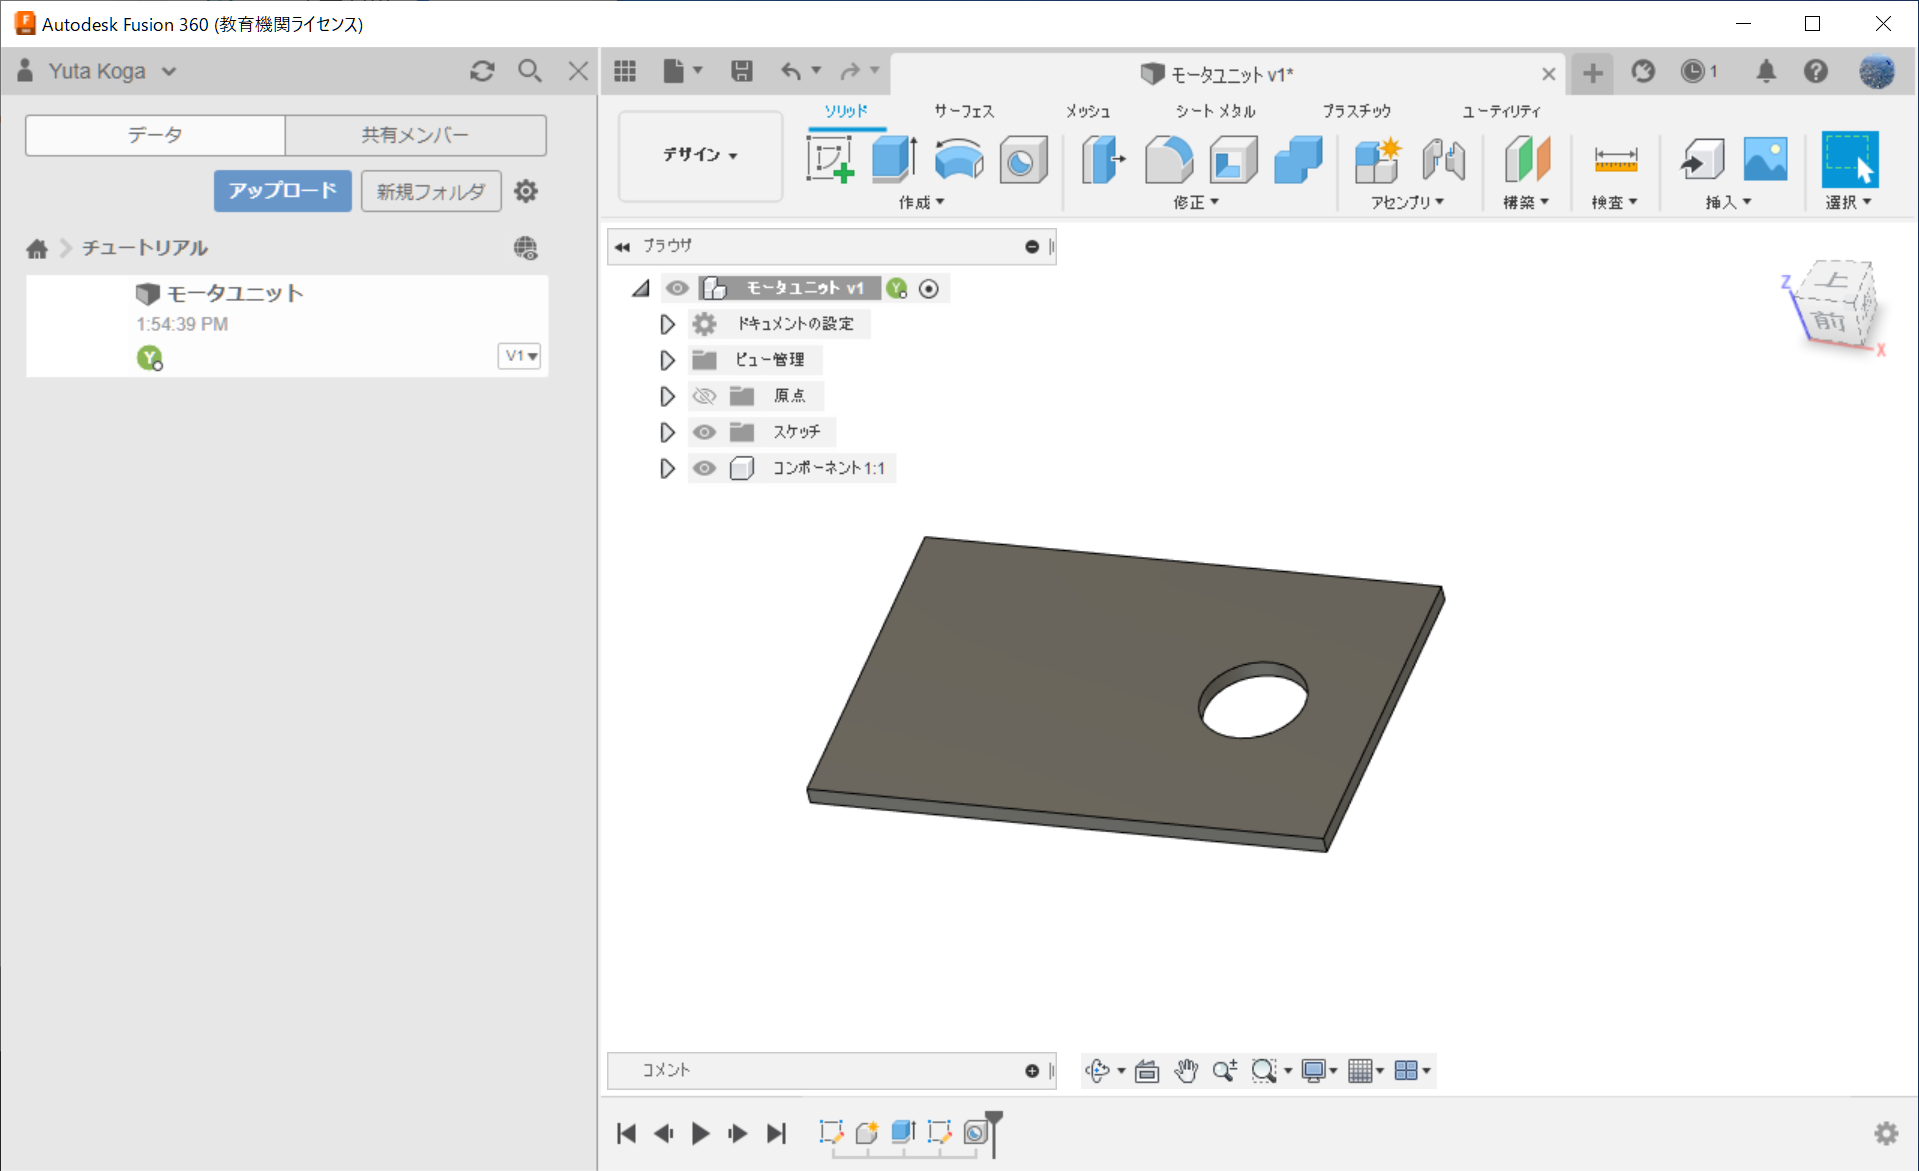 Autodesk Fusion 360 (教育機関ライセンス)
Yuta Koga
モータユニット v1*
1
データ
共有メンバー
アップロード
新規フォルダ
チュートリアル
モータユニット
1:54:39 PM
Y
V1
デザイン
ソリッド
サーフェス
メッシュ
シート メタル
プラスチック
ユーティリティ
作成
修正
アセンブリ
構築
検査
挿入
選択
ブラウザ
モータユニット v1
Y
ドキュメントの設定
ビュー管理
原点
スケッチ
コンポーネント1:1
上
前
Z
X
コメント